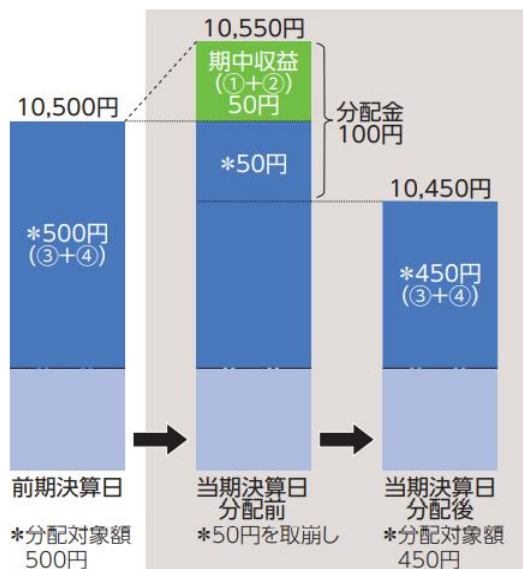 10,550円
期中収益
(①+②)
50円
10,500円
分配金
100円
*50円
10,450円
*500円
(③+④)
*450円
(③+④)
前期決算日
当期決算日
分配前
当期決算日
分配後
*分配対象額
500円
*50円を取崩し
*分配対象額
450円